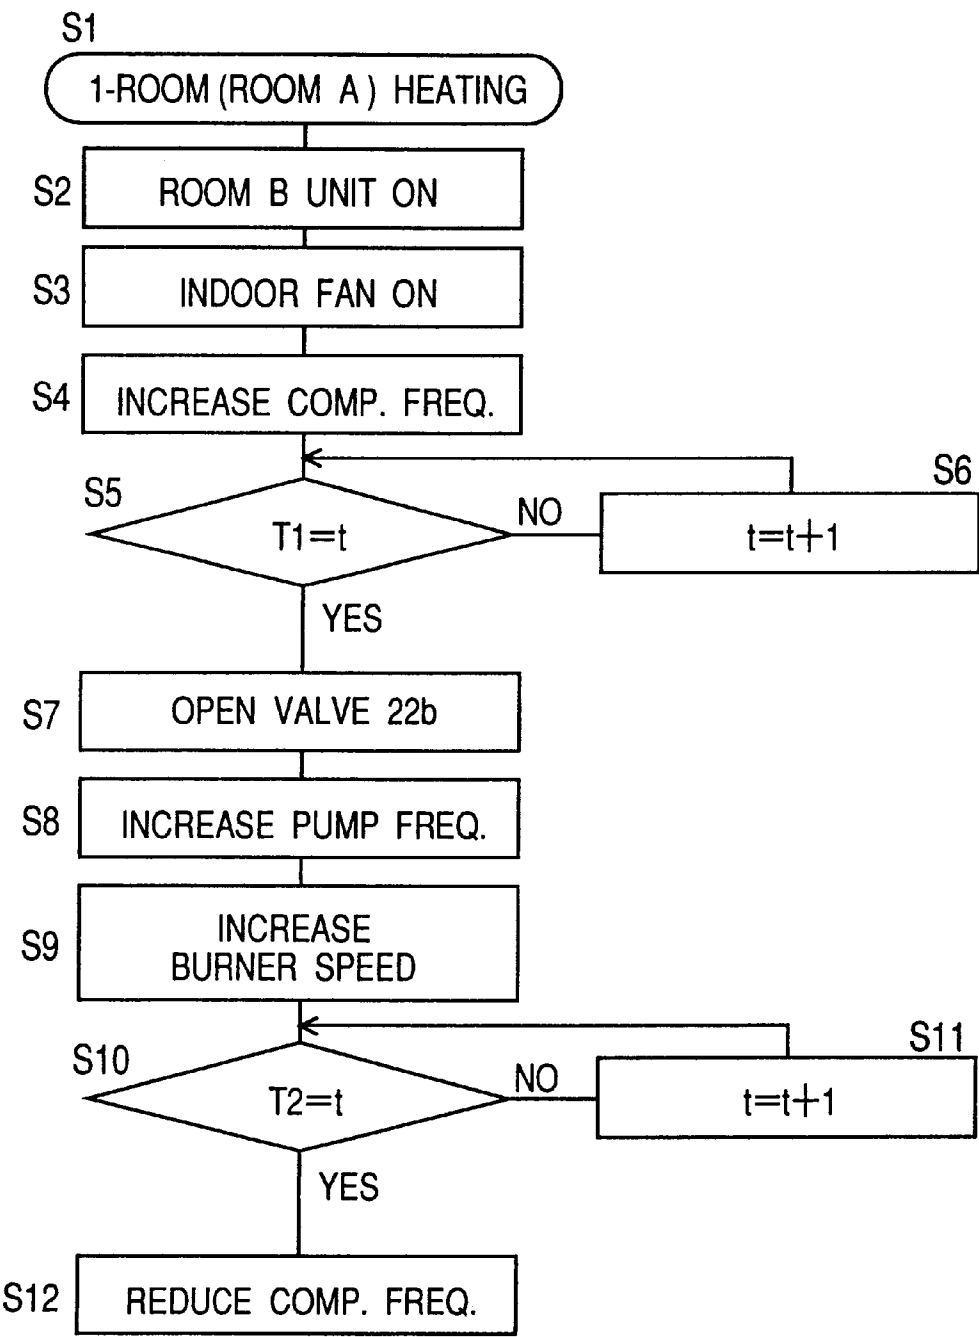 S1
1-ROOM (ROOM A) HEATING
S2
ROOM B UNIT ON
S3
INDOOR FAN ON
S4
INCREASE COMP. FREQ.
S5
T1=t
NO
S6
t=t+1
YES
S7
OPEN VALVE 22b
S8
INCREASE PUMP FREQ.
S9
INCREASE
BURNER SPEED
S10
T2=t
NO
S11
t=t+1
YES
S12
REDUCE COMP. FREQ.